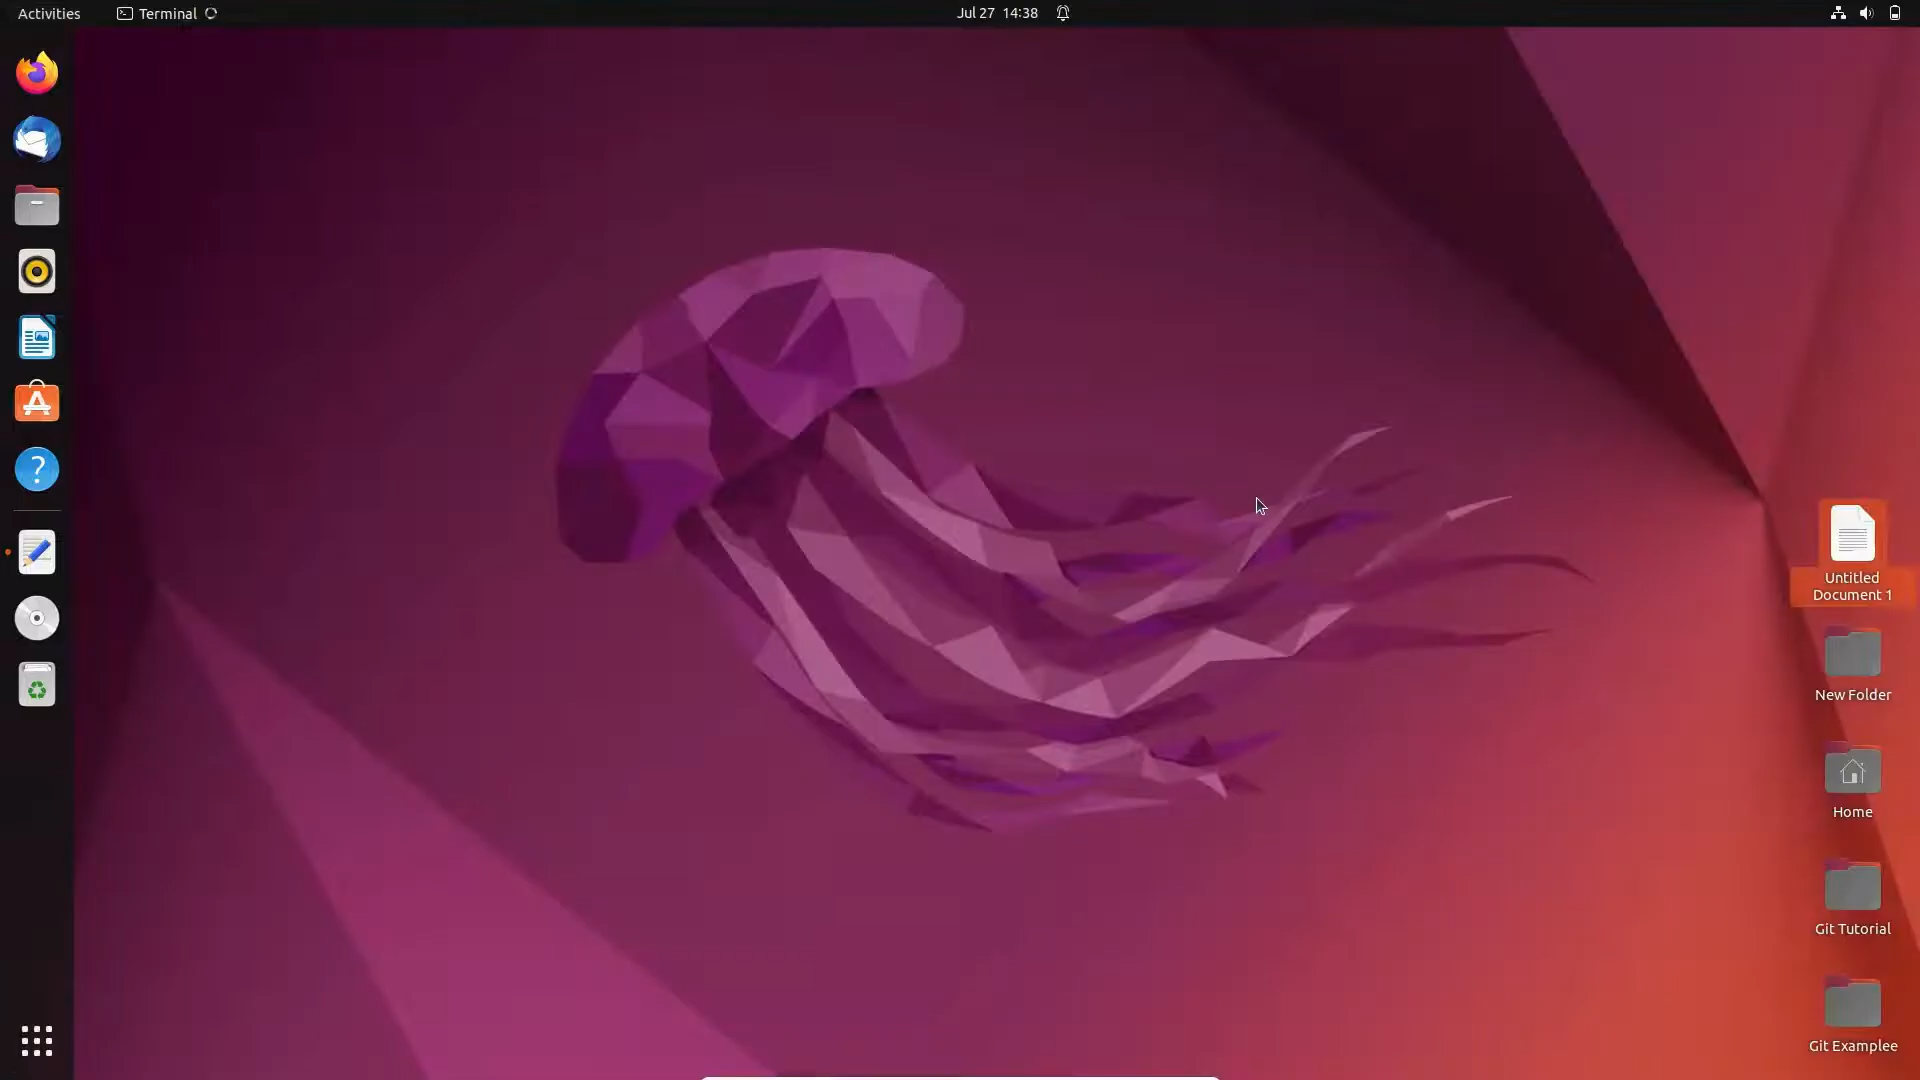 Activities
Terminal
Jul 27 14:38
Untitled
Document 1
New Folder
Home
Git Tutorial
Git Examplee